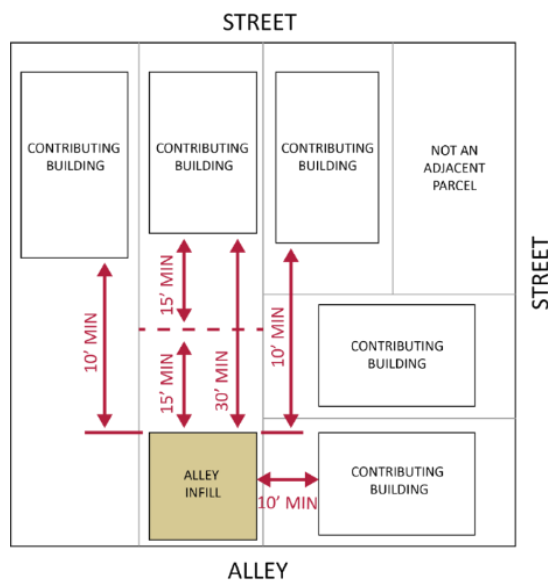 STREET
CONTRIBUTING
BUILDING
CONTRIBUTING
BUILDING
CONTRIBUTING
BUILDING
NOT AN
ADJACENT
PARCEL
STREET
10' MIN
15' MIN
15' MIN
30' MIN
10' MIN
CONTRIBUTING
BUILDING
ALLEY
INFILL
10' MIN
CONTRIBUTING
BUILDING
ALLEY